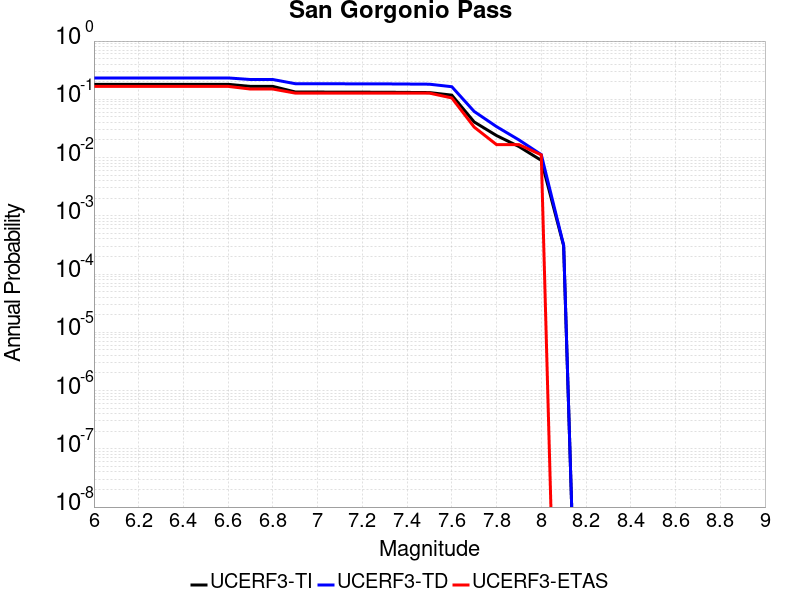 San Gorgonio Pass
10^0
10^-1
10^-2
10^-3
10^-4
10^-5
10^-6
10^-7
10^-8
Annual Probability
6 6.2 6.4 6.6 6.8 7 7.2 7.4 7.6 7.8 8 8.2 8.4 8.6 8.8 9
Magnitude
UCERF3-TI UCERF3-TD UCERF3-ETAS